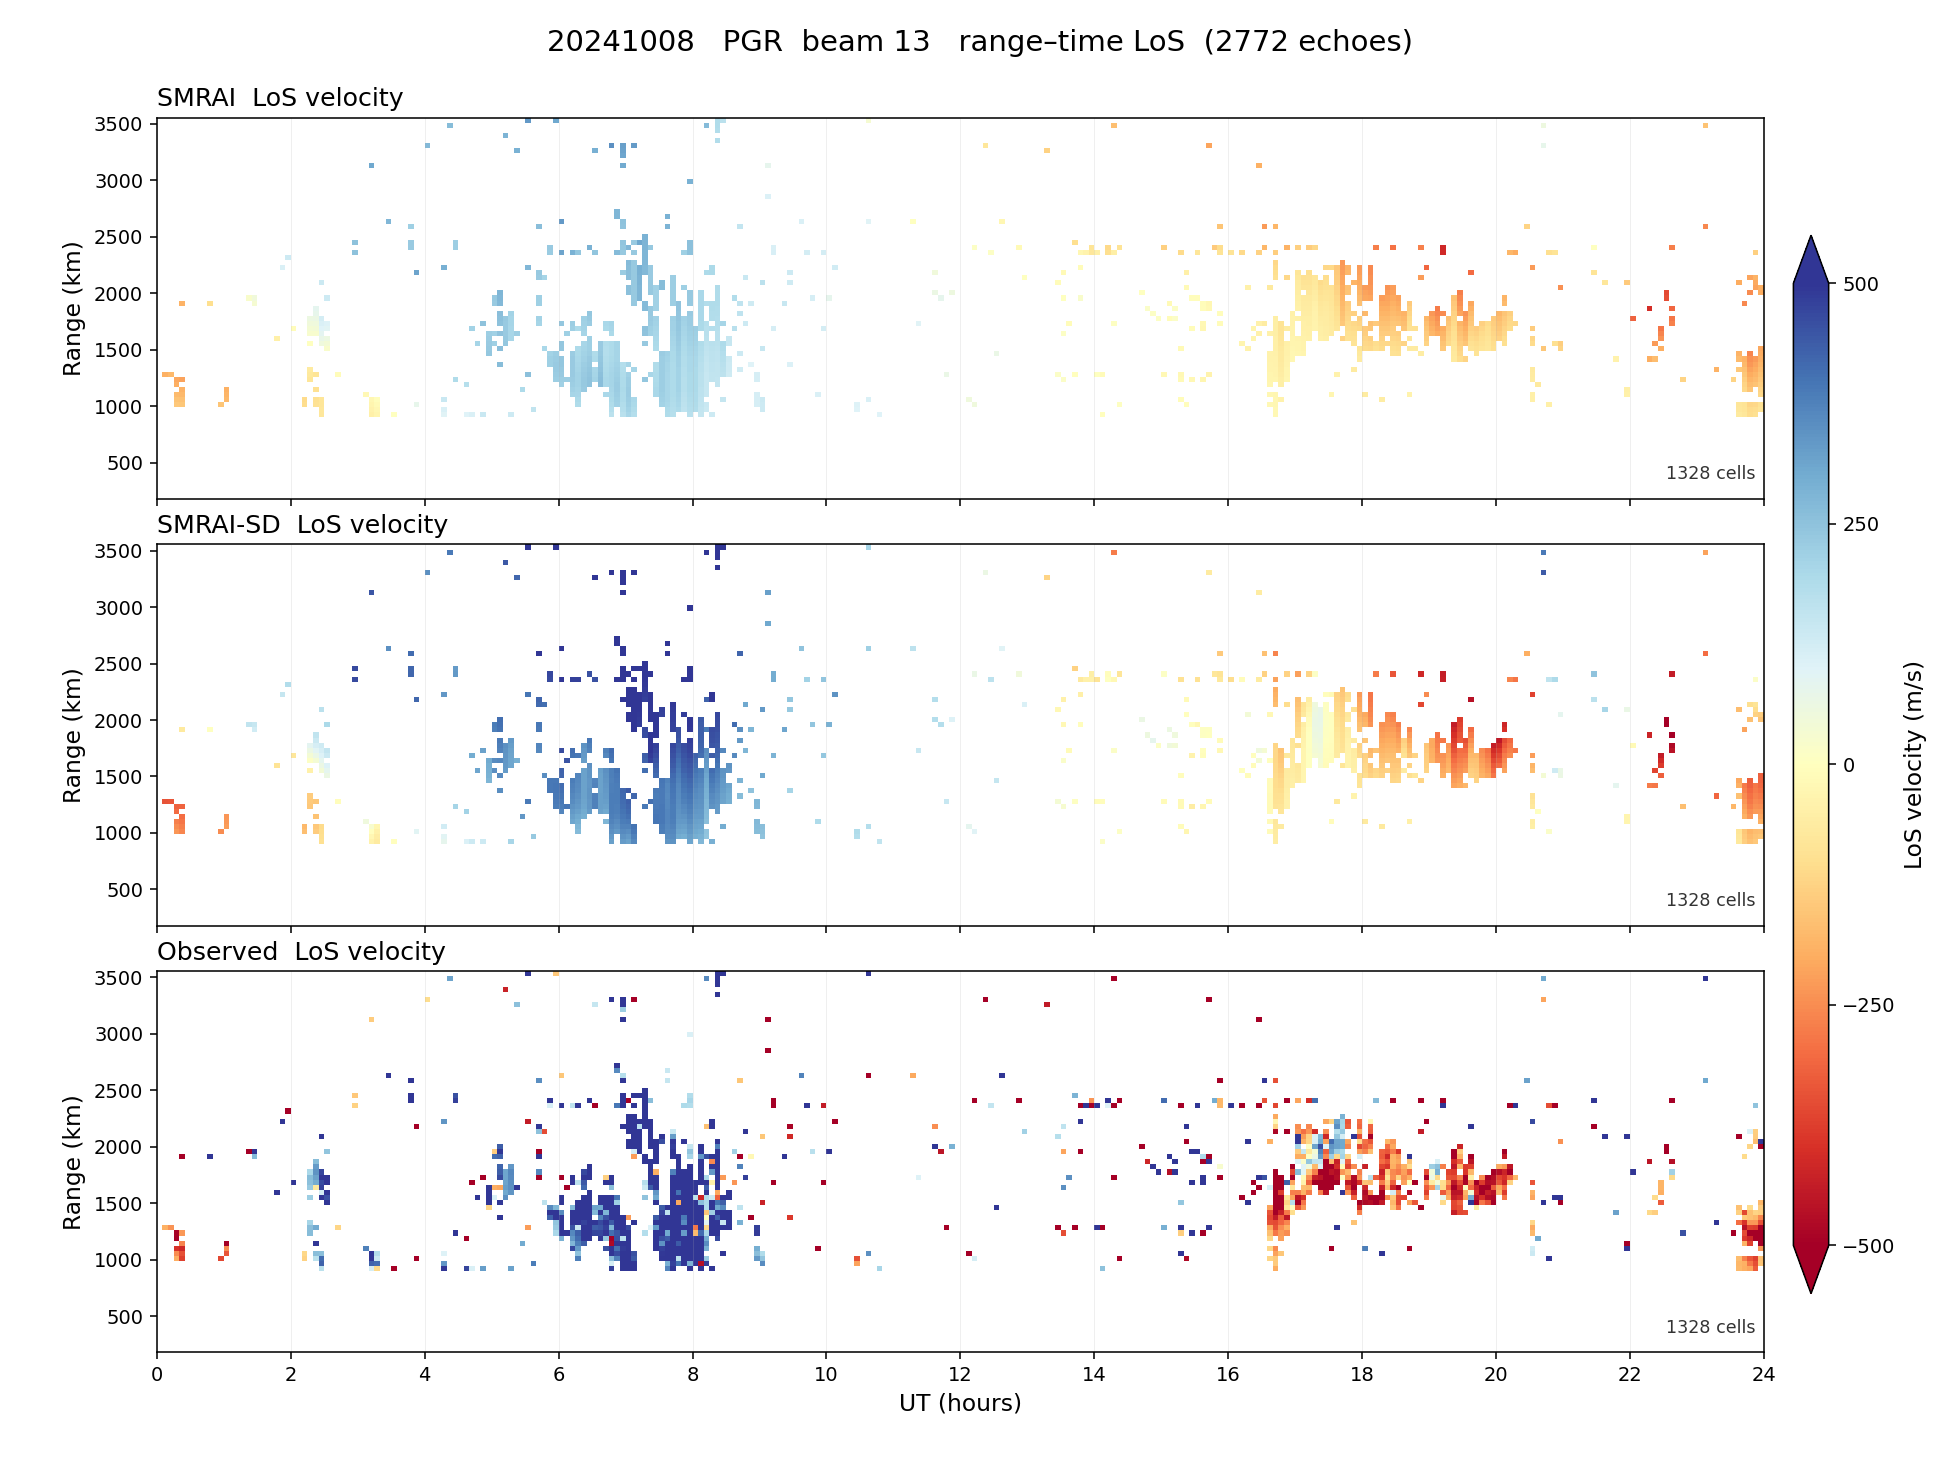 20241008   PGR  beam 13   range–time LoS  (2772 echoes)
SMRAI  LoS velocity
3500
3000
2500
2000
1500
1000
500
Range (km)
1328 cells
SMRAI-SD  LoS velocity
3500
3000
2500
2000
1500
1000
500
Range (km)
1328 cells
Observed  LoS velocity
3500
3000
2500
2000
1500
1000
500
Range (km)
1328 cells
0 2 4 6 8 10 12 14 16 18 20 22 24
UT (hours)
500
250
0
−250
−500
LoS velocity (m/s)